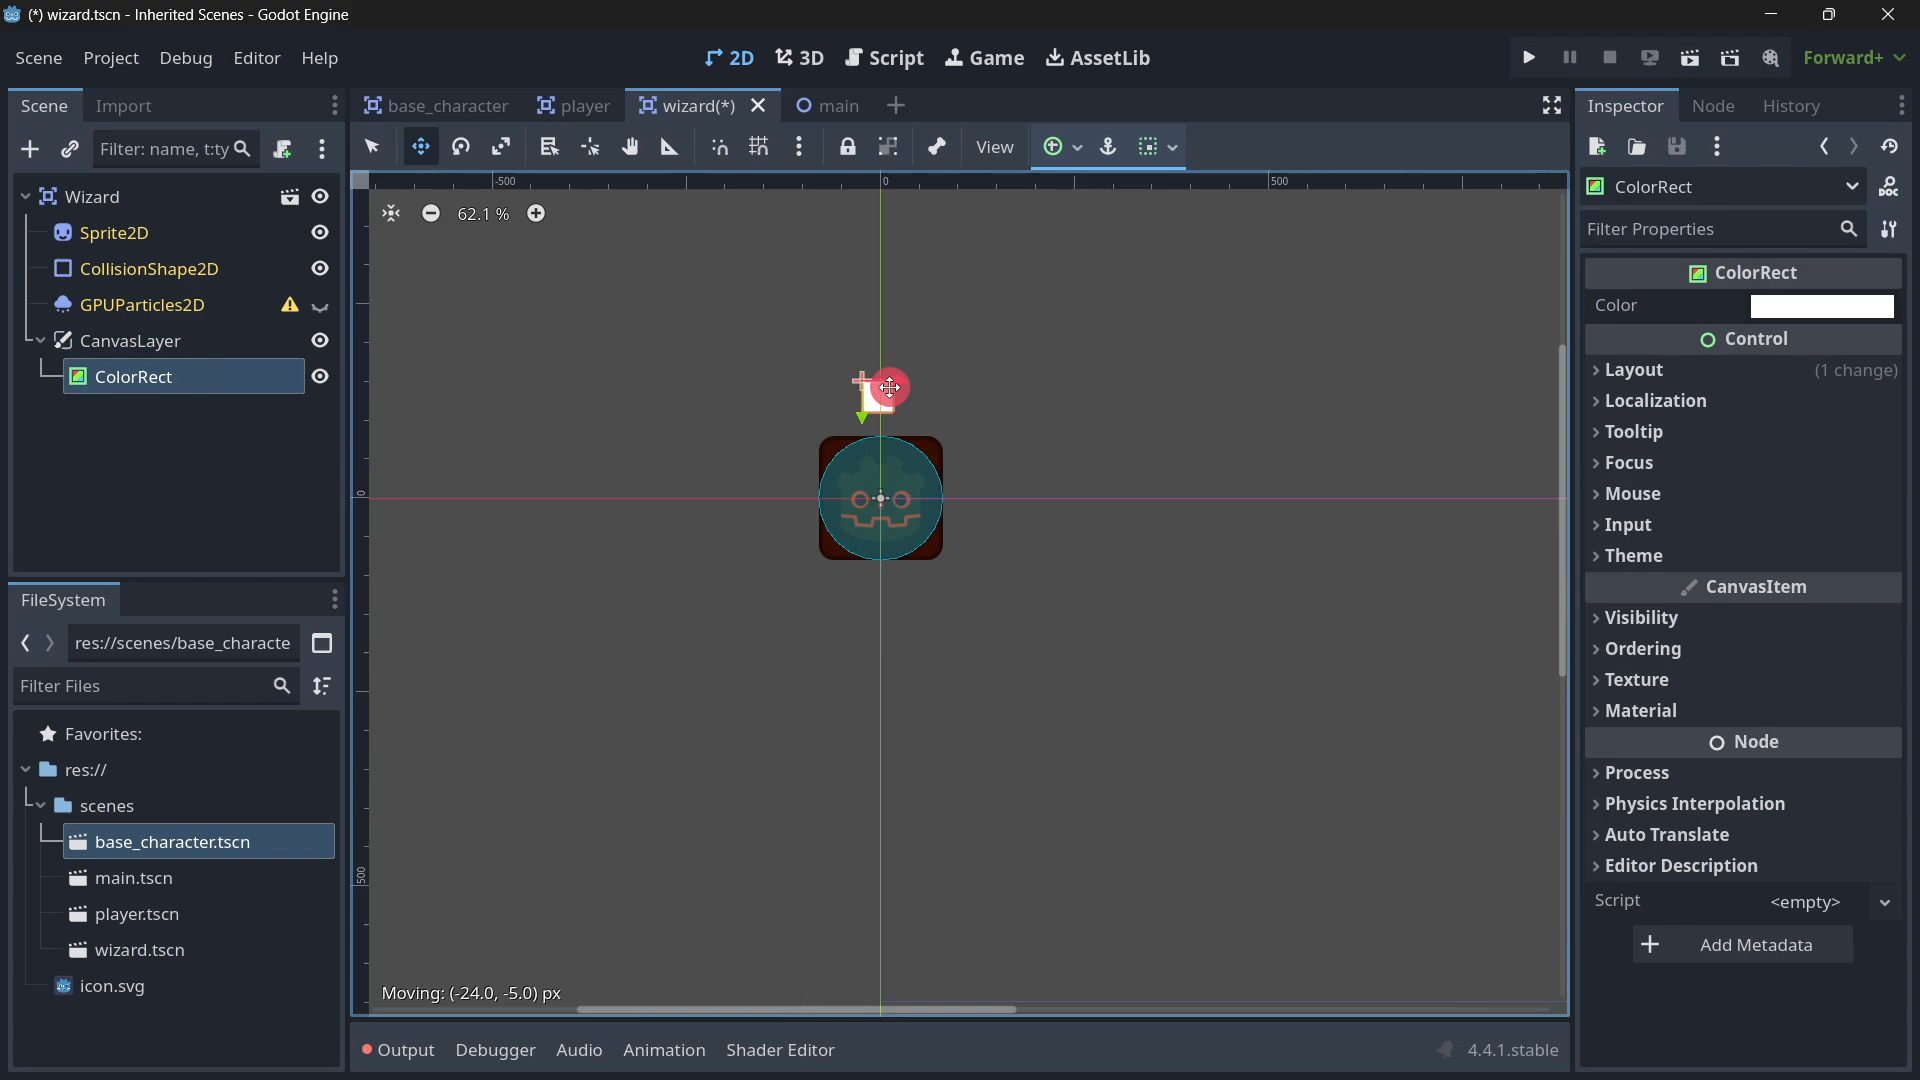 (*) wizard.tscn - Inherited Scenes - Godot Engine
Scene Project Debug Editor Help
2D 3D Script Game AssetLib
Forward+
Scene Import
base_character player wizard(*) main
Inspector Node History
Filter: name, t:ty
View
ColorRect
Filter Properties
Wizard
Sprite2D
CollisionShape2D
GPUParticles2D
CanvasLayer
ColorRect
-500 0 500
62.1 %
0
500
Moving: (-24.0, -5.0) px
ColorRect
Color
Control
Layout (1 change)
Localization
Tooltip
Focus
Mouse
Input
Theme
CanvasItem
Visibility
Ordering
Texture
Material
Node
Process
Physics Interpolation
Auto Translate
Editor Description
Script <empty>
Add Metadata
FileSystem
res://scenes/base_characte
Filter Files
Favorites:
res://
scenes
base_character.tscn
main.tscn
player.tscn
wizard.tscn
icon.svg
Output Debugger Audio Animation Shader Editor
4.4.1.stable